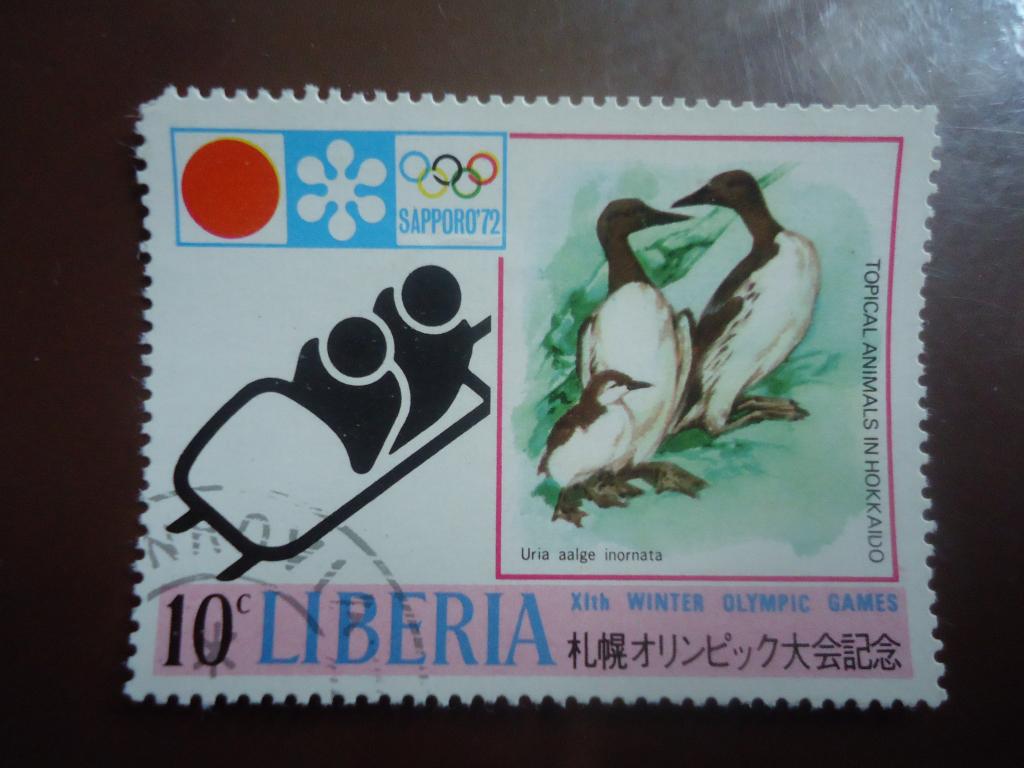 SAPPORO'72
TOPICAL ANIMALS IN HOKKAIDO
Uria aalge inornata
10c LIBERIA
XIth WINTER OLYMPIC GAMES
札幌オリンピック大会記念